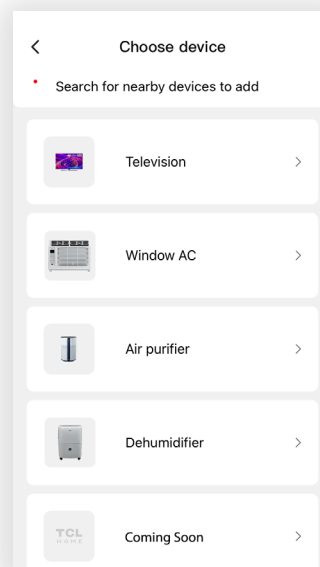 Choose device
Search for nearby devices to add
Television
Window AC
Air purifier
Dehumidifier
TCL
HOME
Coming Soon